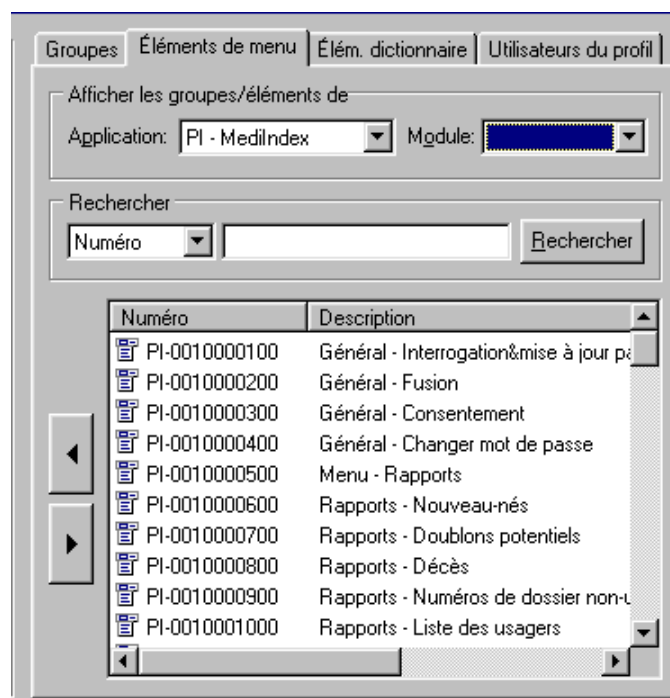 Groupes Éléments de menu Élém. dictionnaire Utilisateurs du profil
Afficher les groupes/éléments de
Application: PI - MediIndex Module:
Rechercher
Numéro Rechercher
Numéro Description
PI-0010000100 Général - Interrogation&mise à jour pa
PI-0010000200 Général - Fusion
PI-0010000300 Général - Consentement
PI-0010000400 Général - Changer mot de passe
PI-0010000500 Menu - Rapports
PI-0010000600 Rapports - Nouveau-nés
PI-0010000700 Rapports - Doublons potentiels
PI-0010000800 Rapports - Décès
PI-0010000900 Rapports - Numéros de dossier non-u
PI-0010001000 Rapports - Liste des usagers